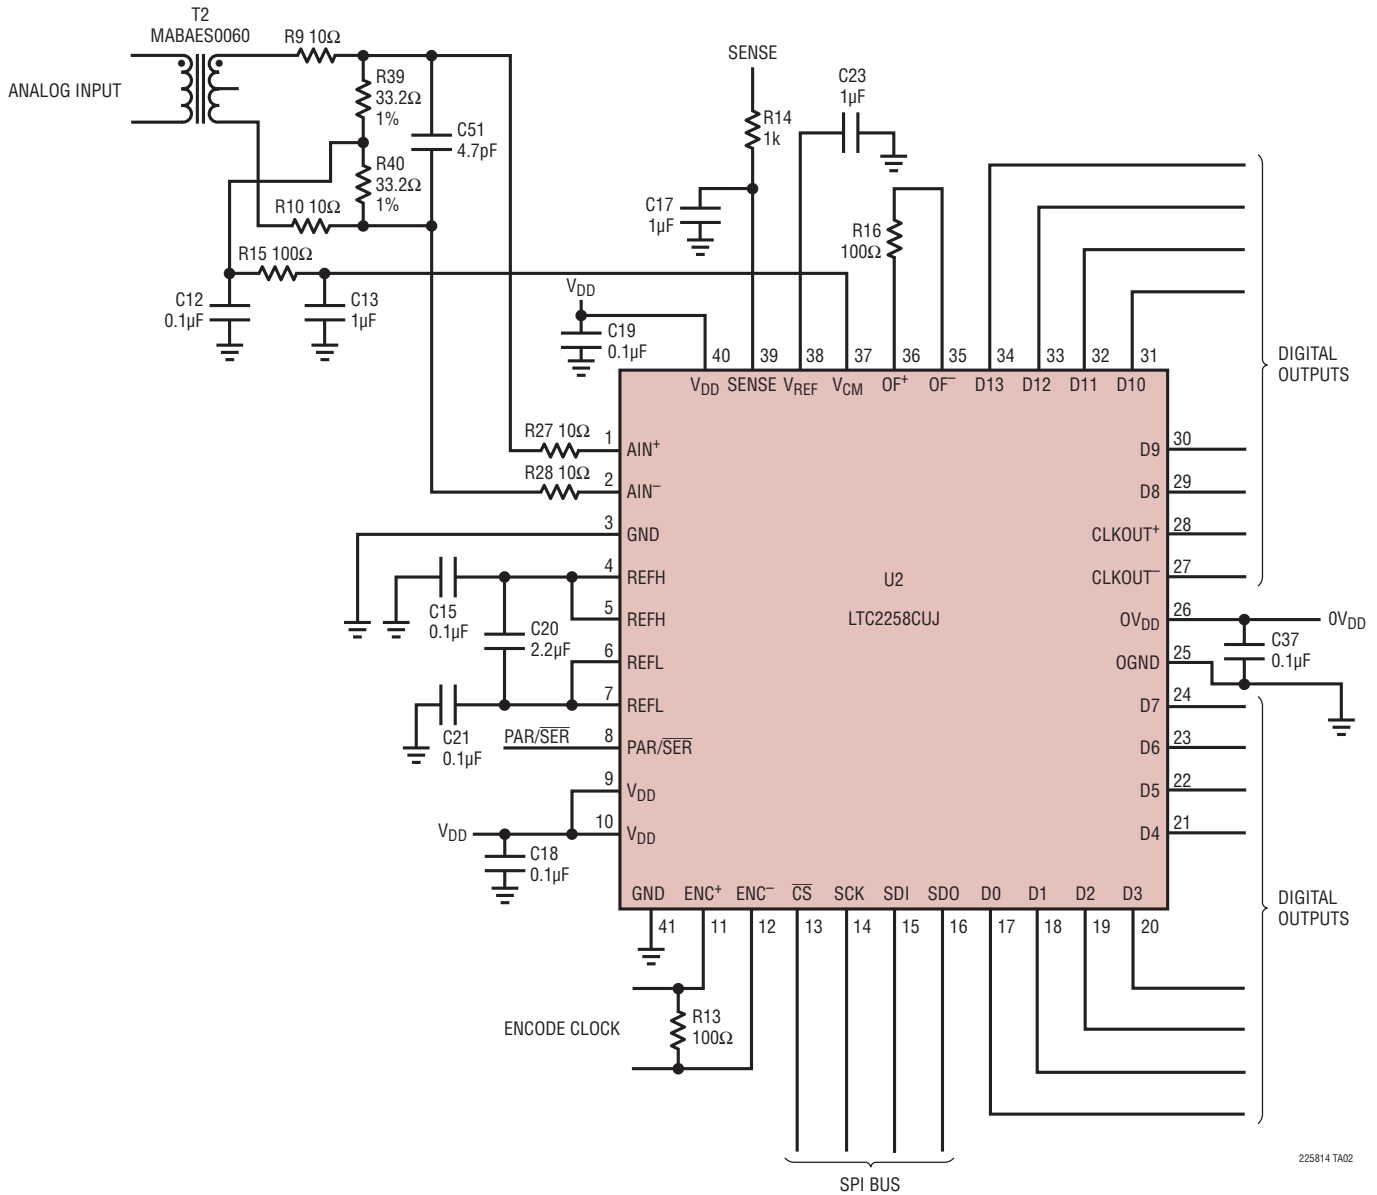 T2
MABAES0060
ANALOG INPUT
R9 10Ω
R39
33.2Ω
1%
R40
33.2Ω
1%
C51
4.7pF
R10 10Ω
R15 100Ω
C12
0.1µF
C13
1µF
SENSE
R14
1k
C17
1µF
C23
1µF
R16
100Ω
VDD
C19
0.1µF
40
39
38
37
36
35
34
33
32
31
VDD
SENSE
VREF
VCM
OF+
OF–
D13
D12
D11
D10
DIGITAL
OUTPUTS
R27 10Ω
1
AIN+
R28 10Ω
2
AIN–
3
GND
4
REFH
5
REFH
6
REFL
7
REFL
PAR/SER
8
PAR/SER
9
VDD
VDD
10
VDD
C15
0.1µF
C20
2.2µF
C21
0.1µF
C18
0.1µF
U2
LTC2258CUJ
D9
30
D8
29
CLKOUT+
28
CLKOUT–
27
OVDD
26
0VDD
OGND
25
C37
0.1µF
D7
24
D6
23
D5
22
D4
21
GND
ENC+
ENC–
CS
SCK
SDI
SDO
D0
D1
D2
D3
41
11
12
13
14
15
16
17
18
19
20
DIGITAL
OUTPUTS
ENCODE CLOCK
R13
100Ω
SPI BUS
225814 TA02